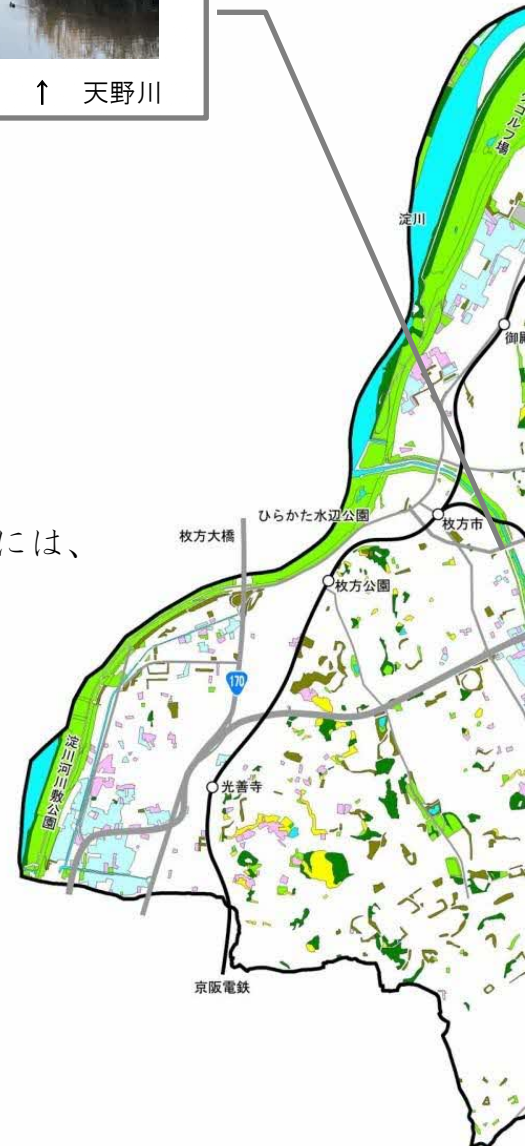 ↑ 天野川
ゴルフ場
淀川
御殿
には、
ひらかた水辺公園
枚方大橋
枚方市
枚方公園
170
淀川河川敷公園
光善寺
京阪電鉄